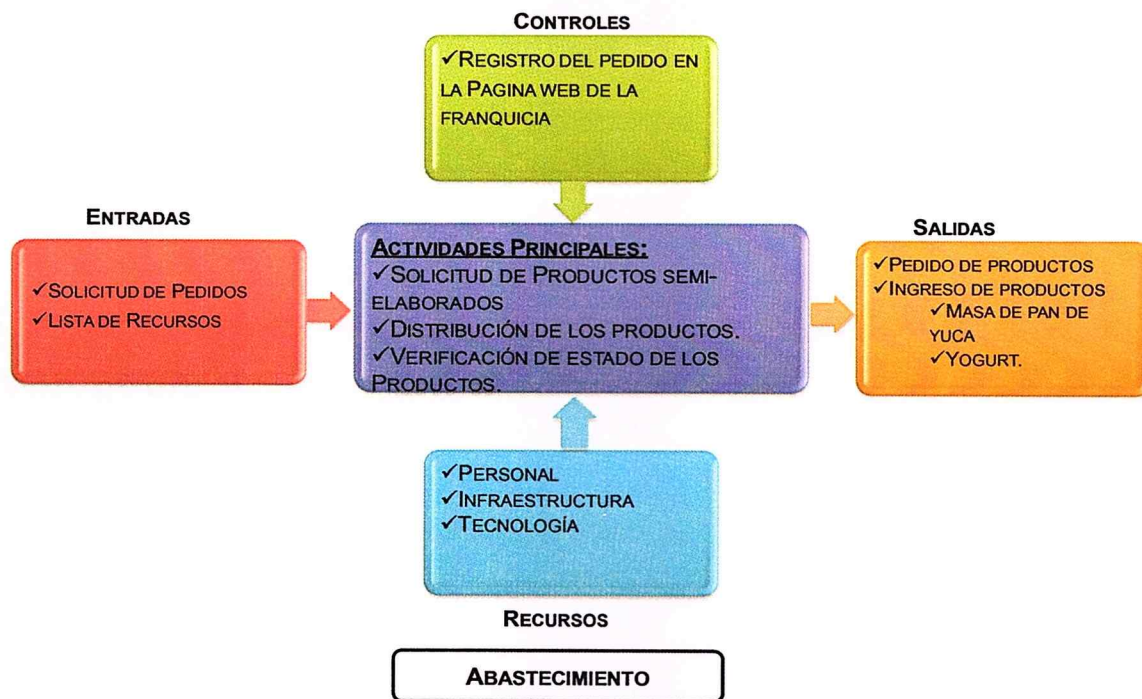 CONTROLES
✓REGISTRO DEL PEDIDO EN
LA PAGINA WEB DE LA
FRANQUICIA
ENTRADAS
✓SOLICITUD DE PEDIDOS
✓LISTA DE RECURSOS
ACTIVIDADES PRINCIPALES:
✓SOLICITUD DE PRODUCTOS SEMI-
ELABORADOS
✓DISTRIBUCIÓN DE LOS PRODUCTOS.
✓VERIFICACIÓN DE ESTADO DE LOS
PRODUCTOS.
SALIDAS
✓PEDIDO DE PRODUCTOS
✓INGRESO DE PRODUCTOS
✓MASA DE PAN DE
YUCA
✓YOGURT.
✓PERSONAL
✓INFRAESTRUCTURA
✓TECNOLOGÍA
RECURSOS
ABASTECIMIENTO